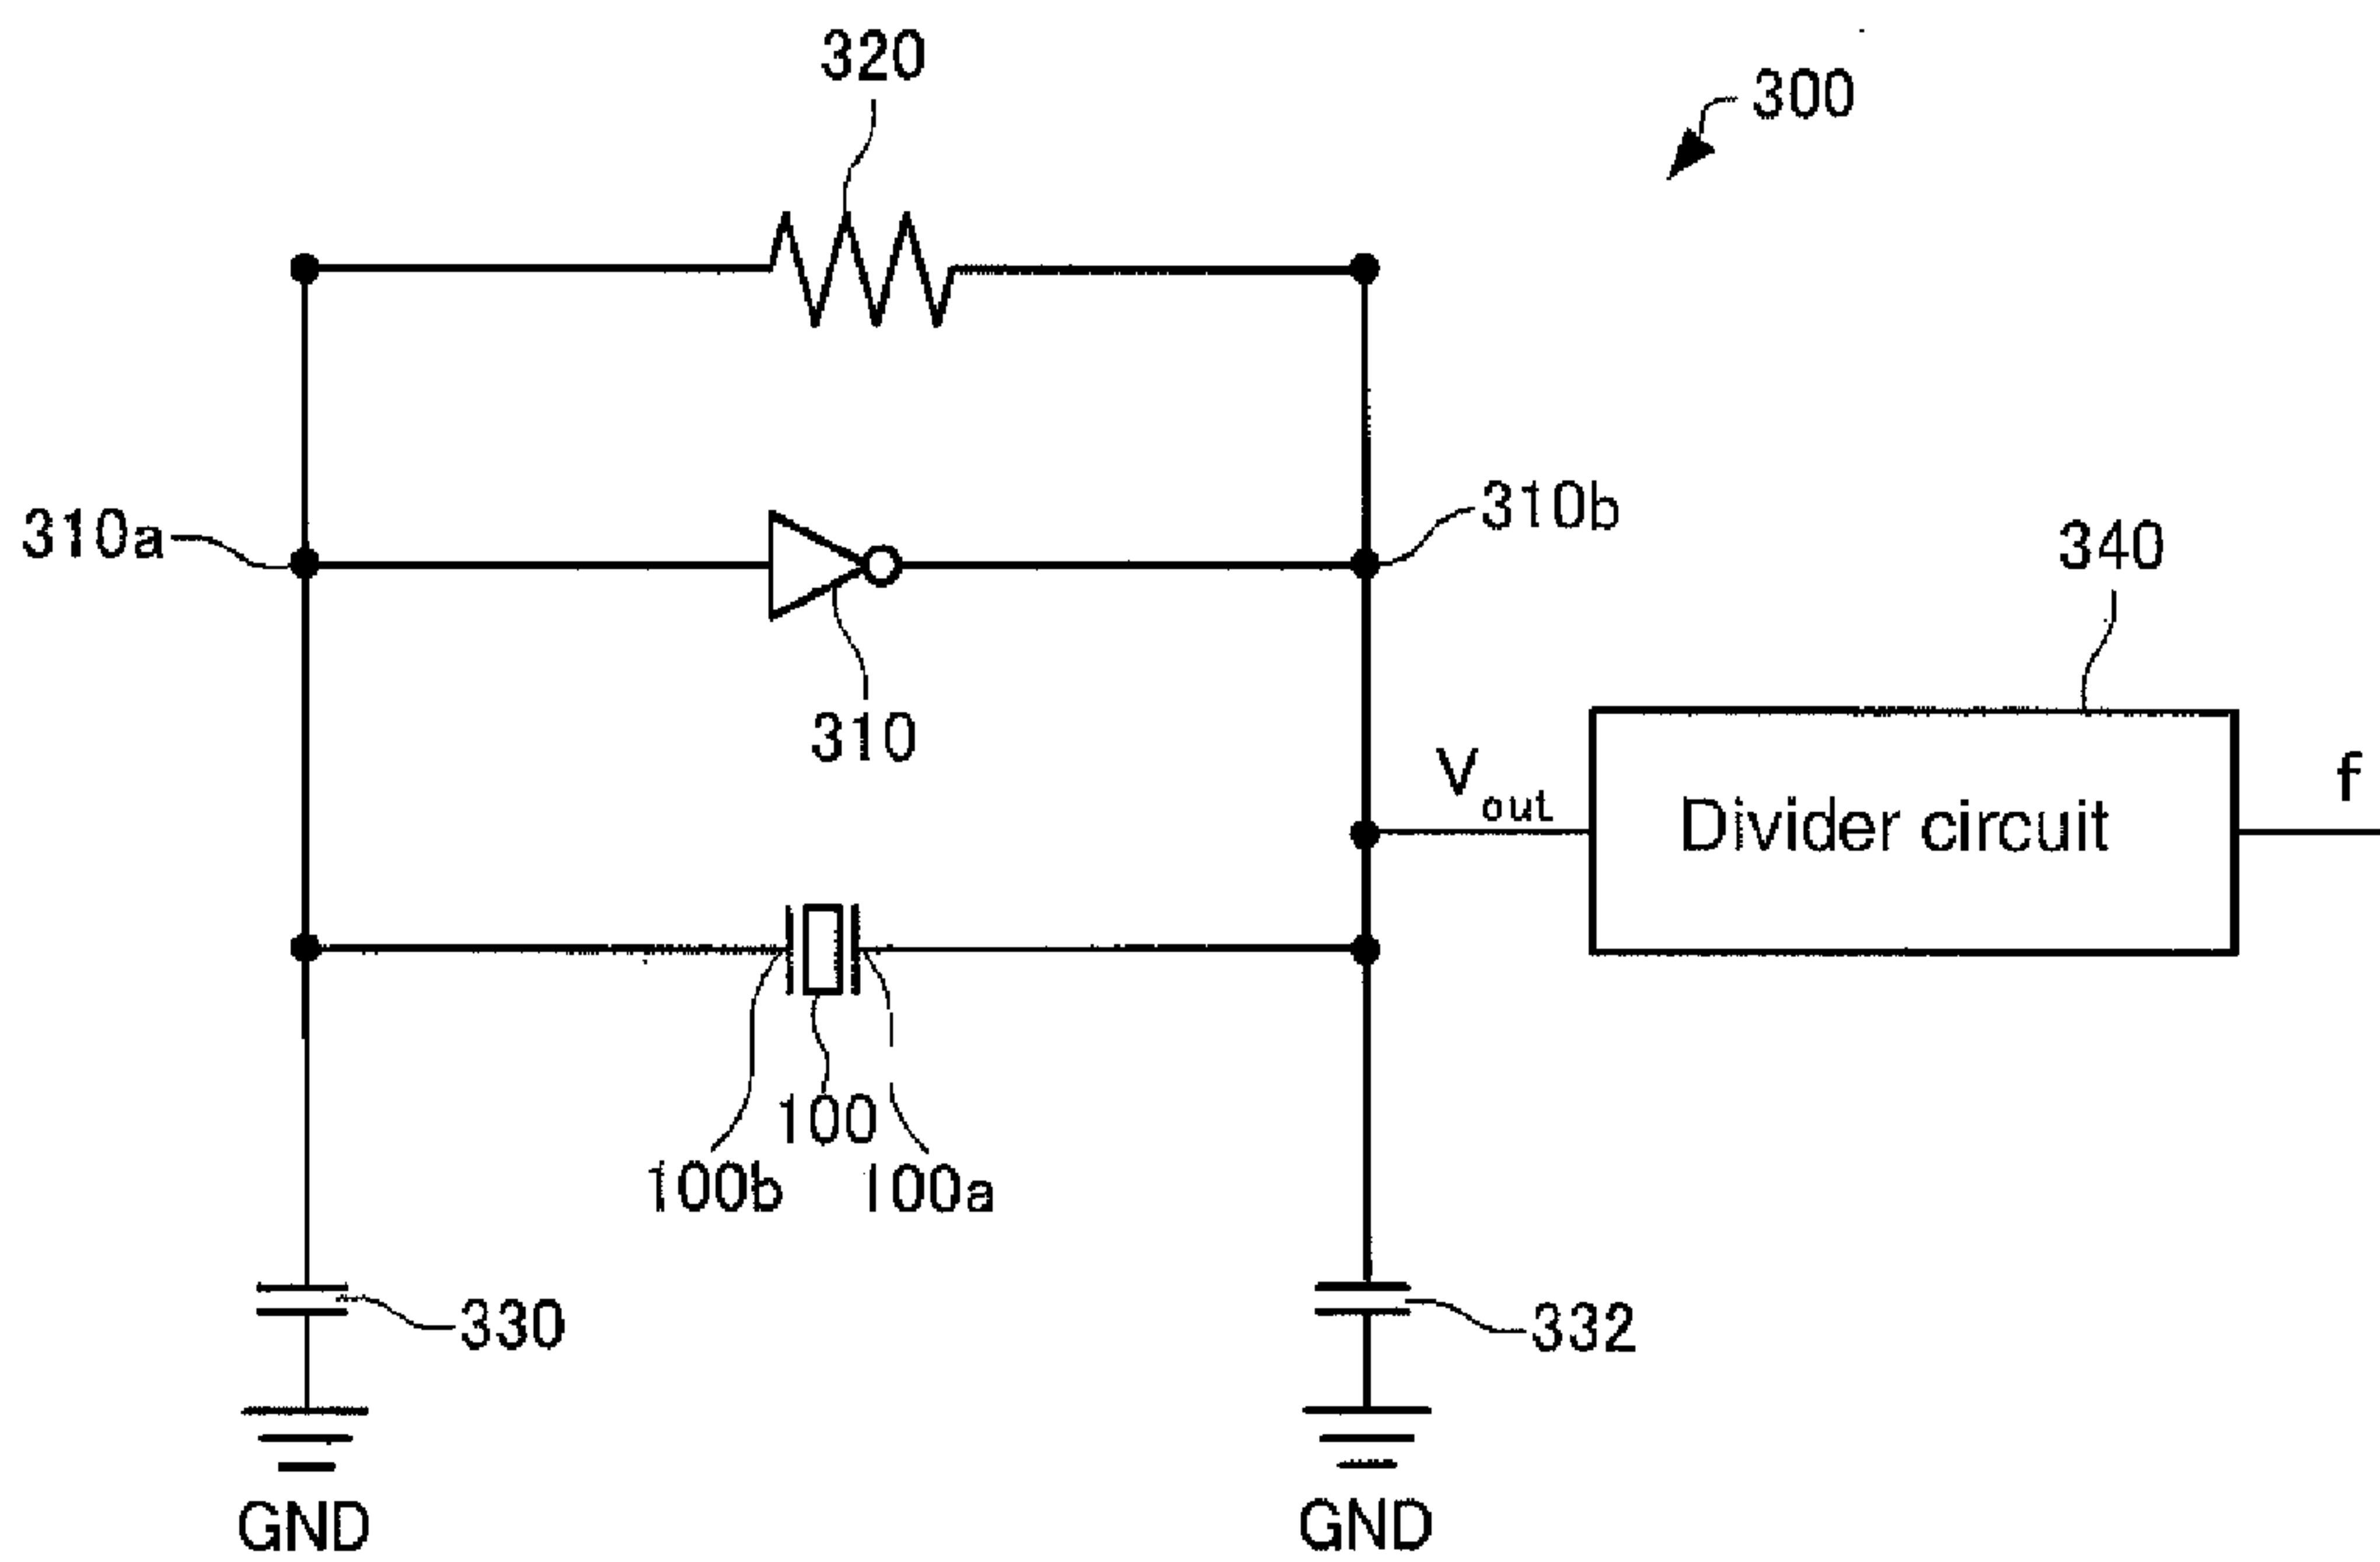 320
300
310a
310b
340
310
Vout
Divider circuit
f
100
100b
100a
330
332
GND
GND